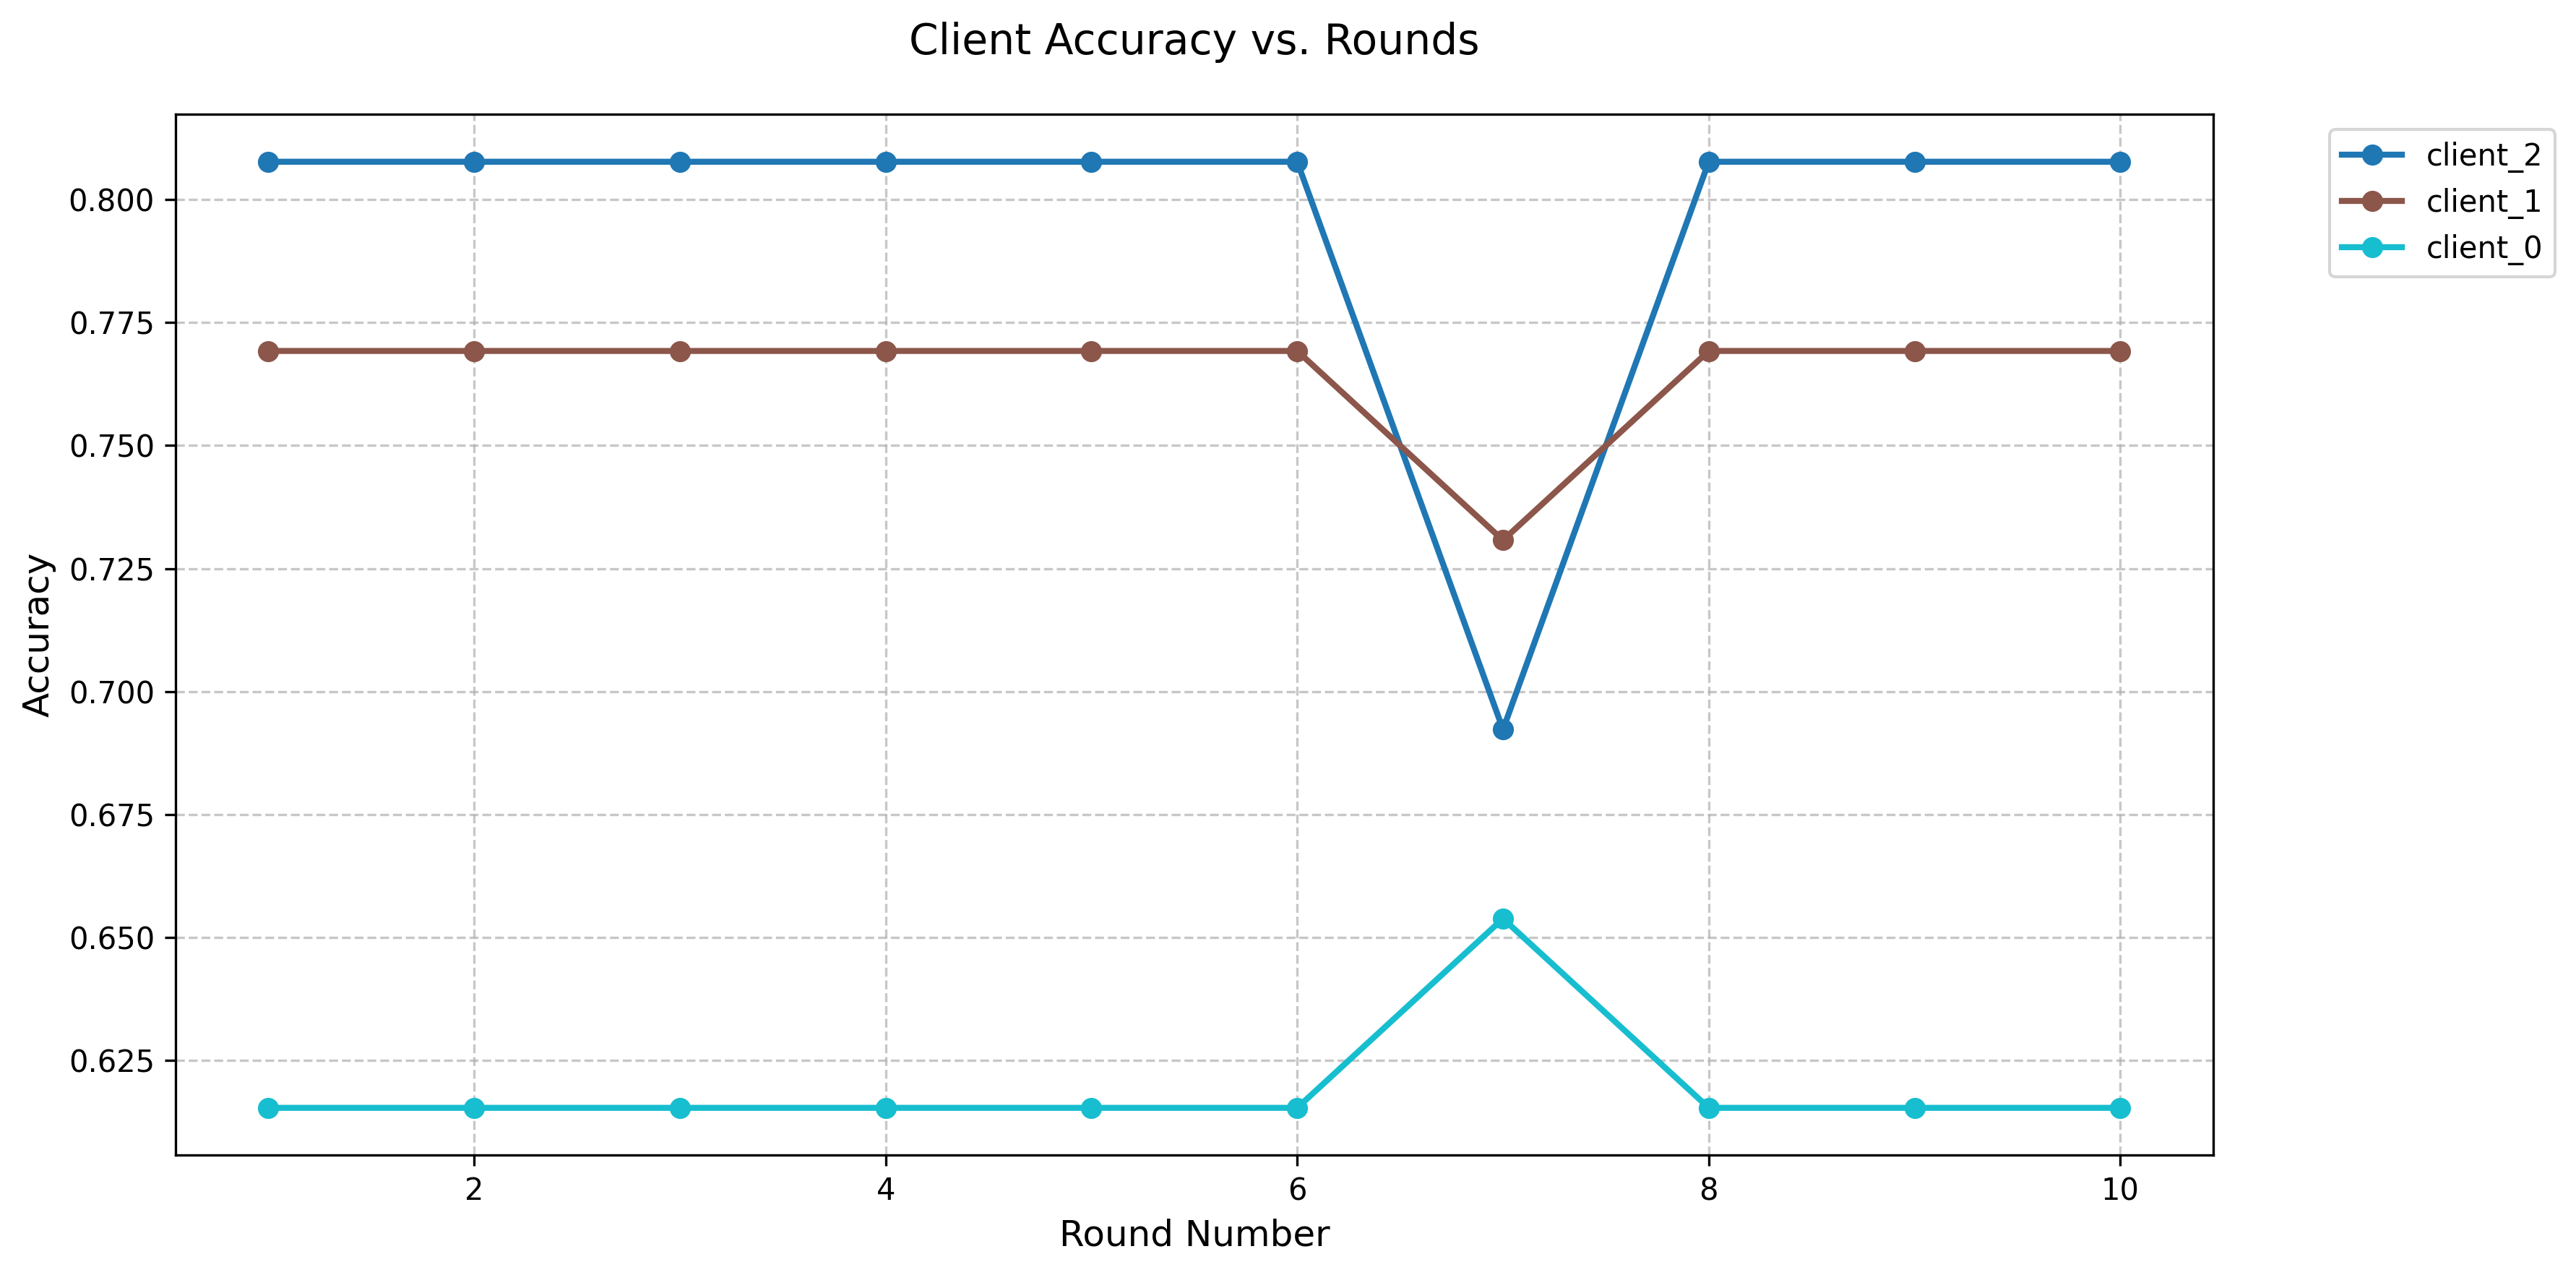 Client Accuracy vs. Rounds
client_2
client_1
client_0
0.800
0.775
0.750
0.725
0.700
0.675
0.650
0.625
Accuracy
2 4 6 8 10
Round Number